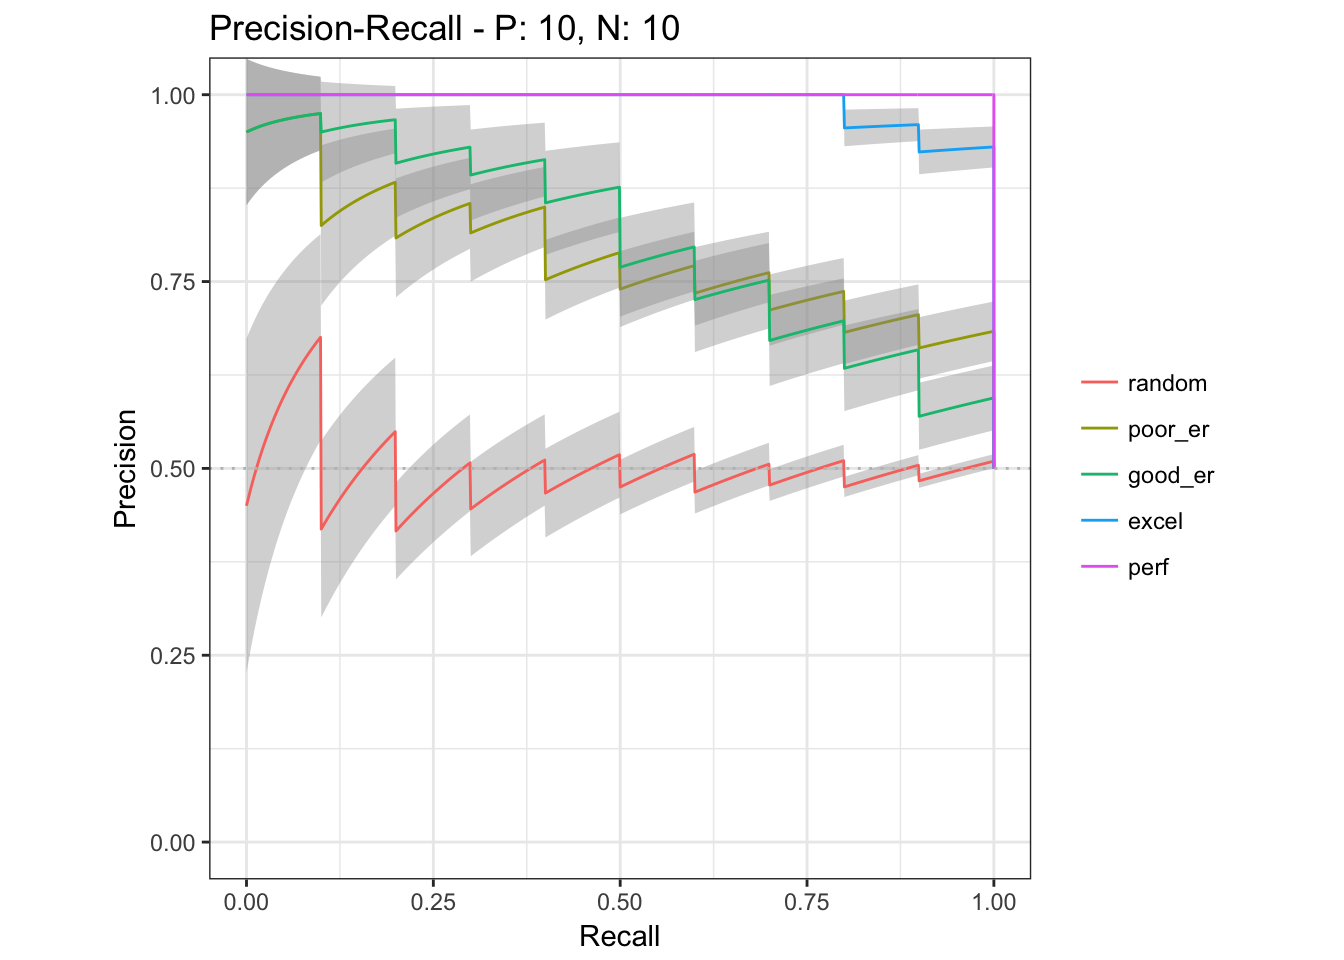 Precision-Recall - P: 10, N: 10
1.00
0.75
0.50
0.25
0.00
Precision
0.00 0.25 0.50 0.75 1.00
Recall
random
poor_er
good_er
excel
perf